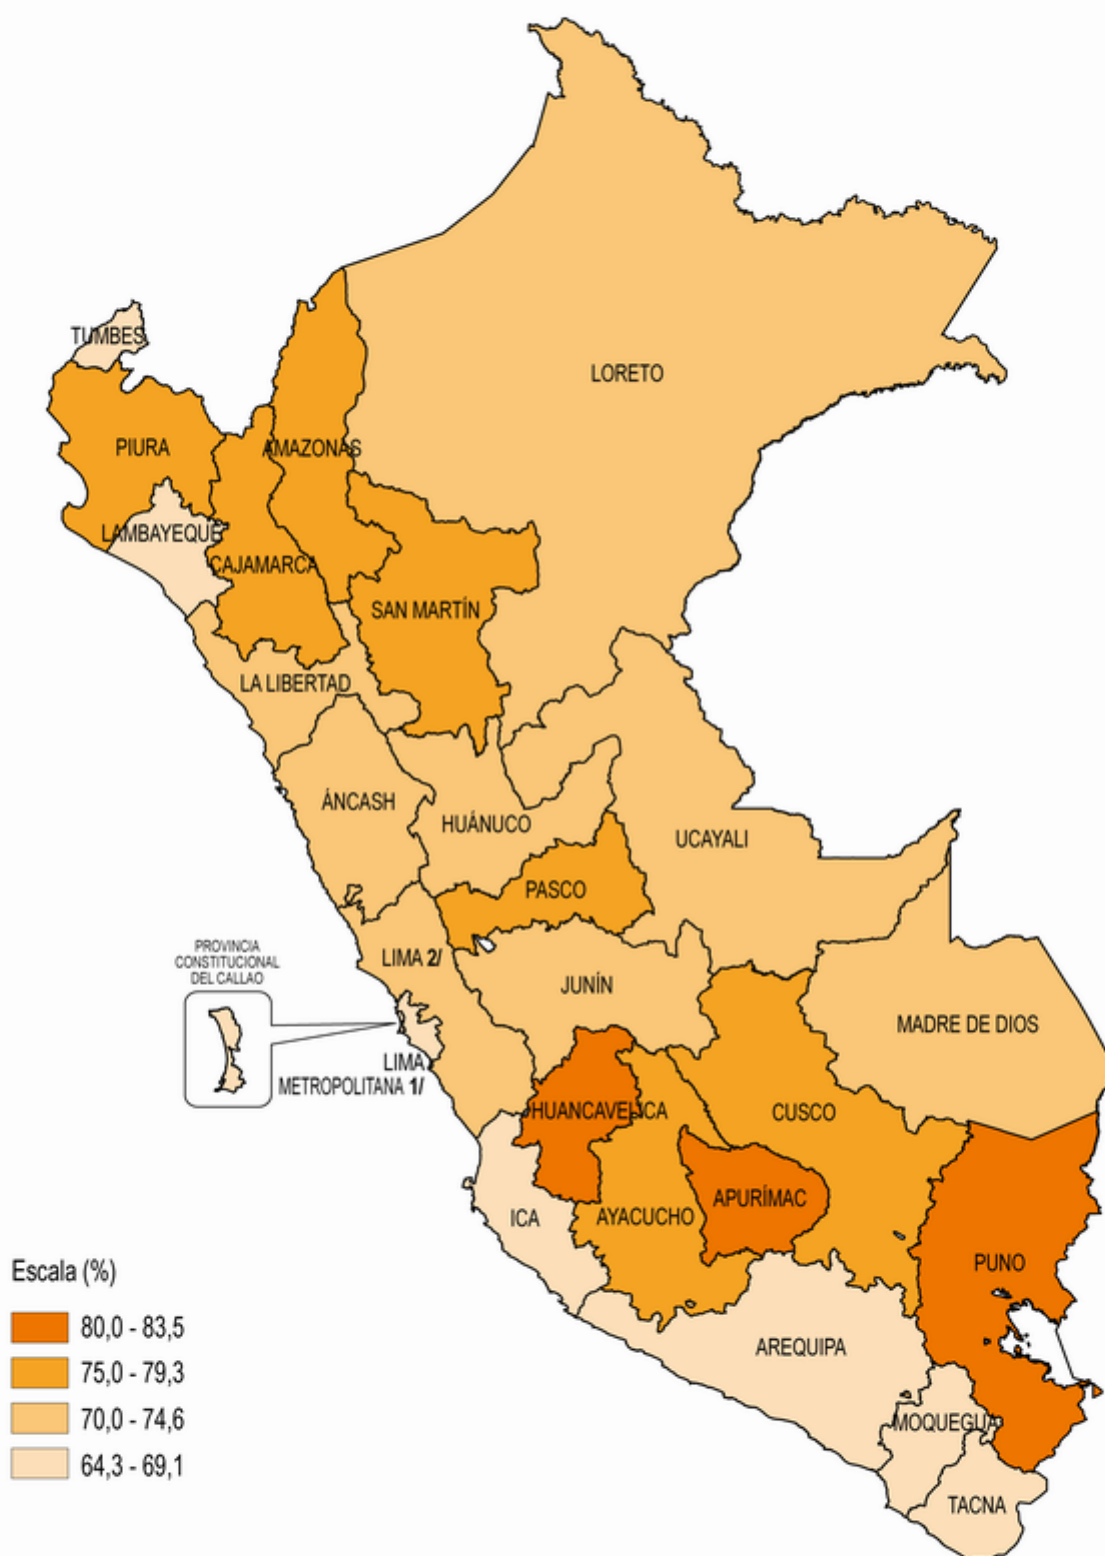 TUMBES
LORETO
PIURA
AMAZONAS
LAMBAYEQUE
CAJAMARCA
SAN MARTÍN
LA LIBERTAD
ÁNCASH
HUÁNUCO
UCAYALI
PASCO
PROVINCIA
CONSTITUCIONAL
DEL CALLAO
LIMA 2/
JUNÍN
MADRE DE DIOS
LIMA
METROPOLITANA 1/
HUANCAVELICA
CUSCO
APURÍMAC
ICA
AYACUCHO
PUNO
Escala (%)
80,0 - 83,5
75,0 - 79,3
70,0 - 74,6
64,3 - 69,1
AREQUIPA
MOQUEGUA
TACNA